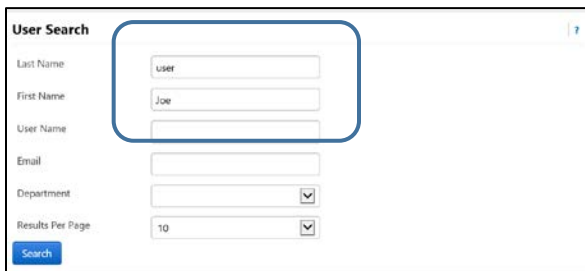 User Search
?
Last Name
user
First Name
Joe
User Name
Email
Department
Results Per Page
10
Search